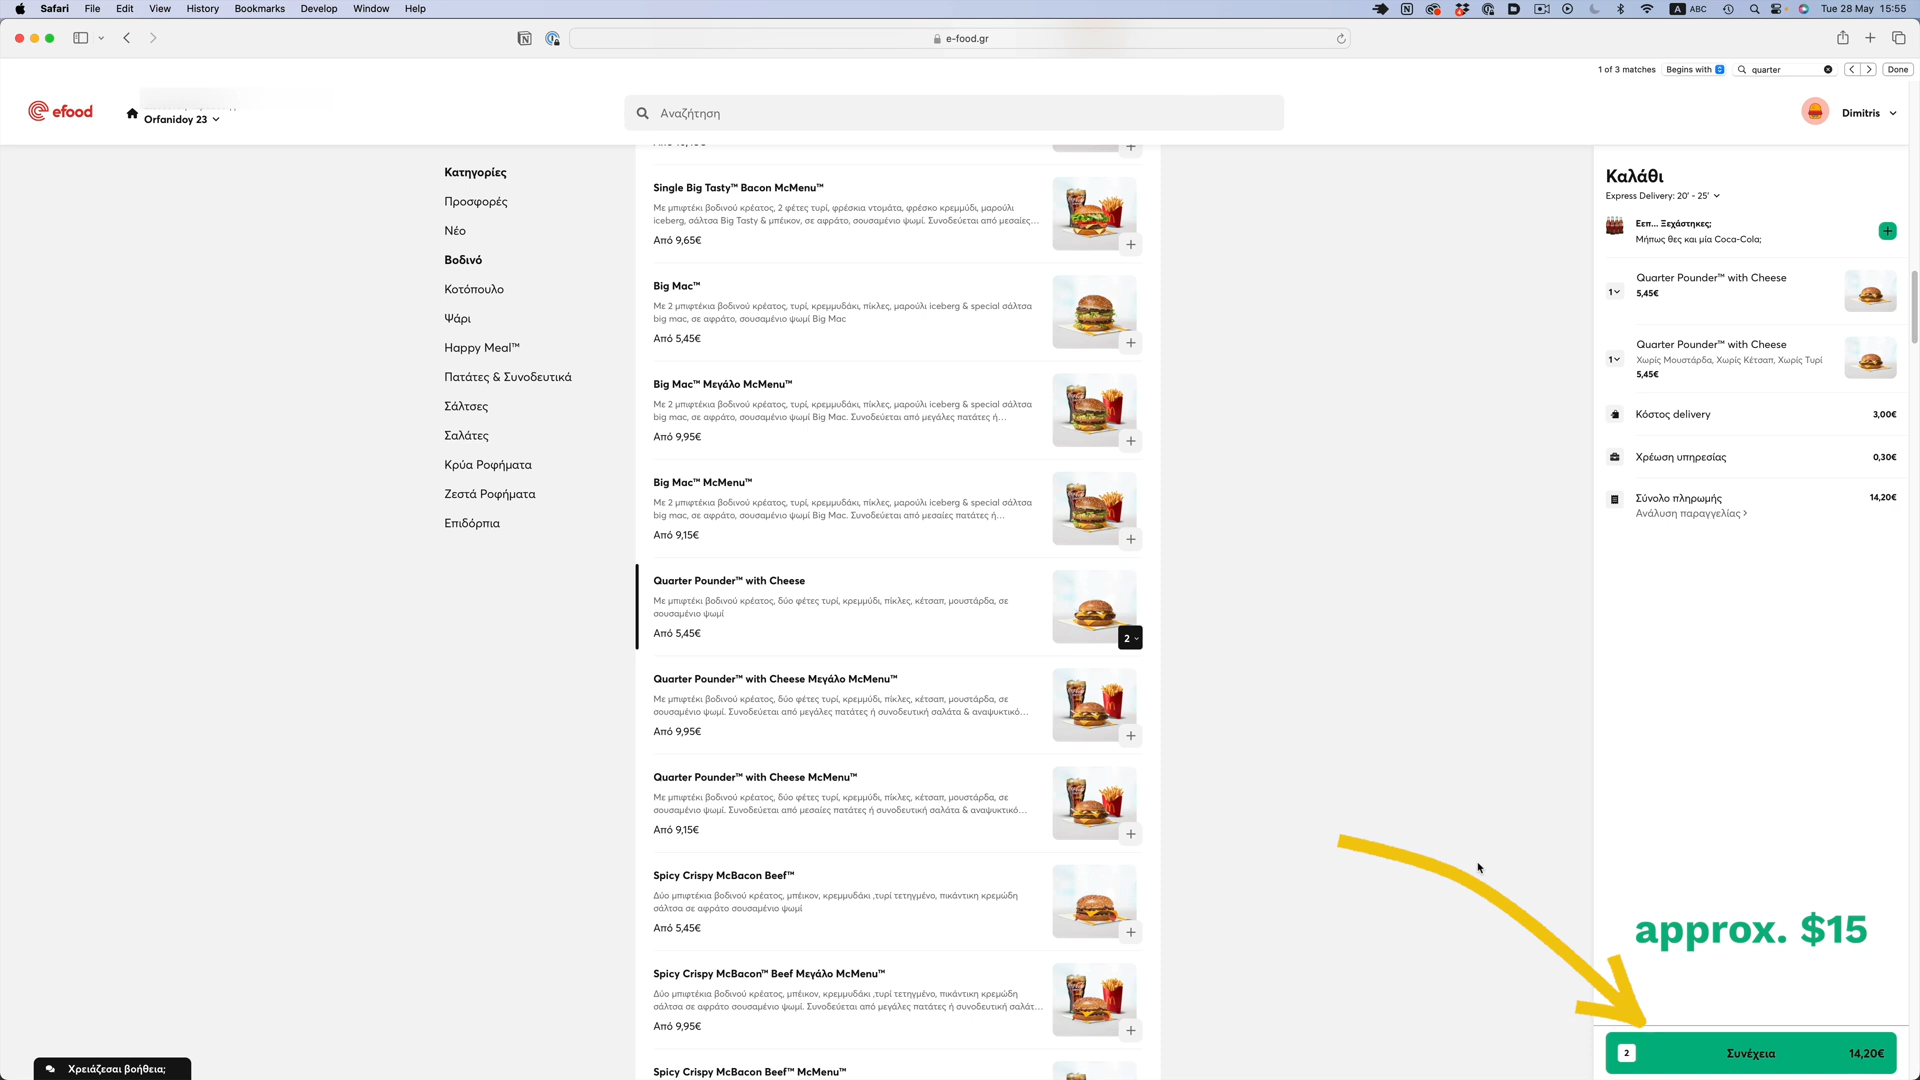 Safari File Edit View History Bookmarks Develop Window Help
A ABC Tue 28 May 15:55
e-food.gr
1 of 3 matches Begins with quarter Done
efood
Orfanidoy 23
Αναζήτηση
Dimitris
Κατηγορίες
Προσφορές
Νέο
Βοδινό
Κοτόπουλο
Ψάρι
Happy Meal™
Πατάτες & Συνοδευτικά
Σάλτσες
Σαλάτες
Κρύα Ροφήματα
Ζεστά Ροφήματα
Επιδόρπια
Single Big Tasty™ Bacon McMenu™
Με μπιφτέκι βοδινού κρέατος, 2 φέτες τυρί, φρέσκια ντομάτα, φρέσκο κρεμμύδι, μαρούλι
iceberg, σάλτσα Big Tasty & μπέικον, σε αφράτο, σουσαμένιο ψωμί. Συνοδεύεται από μεσαίες…
Από 9,65€
Big Mac™
Με 2 μπιφτέκια βοδινού κρέατος, τυρί, κρεμμυδάκι, πίκλες, μαρούλι iceberg & special σάλτσα
big mac, σε αφράτο, σουσαμένιο ψωμί Big Mac
Από 5,45€
Big Mac™ Μεγάλο McMenu™
Με 2 μπιφτέκια βοδινού κρέατος, τυρί, κρεμμυδάκι, πίκλες, μαρούλι iceberg & special σάλτσα
big mac, σε αφράτο, σουσαμένιο ψωμί Big Mac. Συνοδεύεται από μεγάλες πατάτες ή…
Από 9,95€
Big Mac™ McMenu™
Με 2 μπιφτέκια βοδινού κρέατος, τυρί, κρεμμυδάκι, πίκλες, μαρούλι iceberg & special σάλτσα
big mac, σε αφράτο, σουσαμένιο ψωμί Big Mac. Συνοδεύεται από μεσαίες πατάτες ή…
Από 9,15€
Quarter Pounder™ with Cheese
Με μπιφτέκι βοδινού κρέατος, δύο φέτες τυρί, κρεμμύδι, πίκλες, κέτσαπ, μουστάρδα, σε
σουσαμένιο ψωμί
Από 5,45€
2
Quarter Pounder™ with Cheese Μεγάλο McMenu™
Με μπιφτέκι βοδινού κρέατος, δύο φέτες τυρί, κρεμμύδι, πίκλες, κέτσαπ, μουστάρδα, σε
σουσαμένιο ψωμί. Συνοδεύεται από μεγάλες πατάτες ή συνοδευτική σαλάτα & αναψυκτικό…
Από 9,95€
Quarter Pounder™ with Cheese McMenu™
Με μπιφτέκι βοδινού κρέατος, δύο φέτες τυρί, κρεμμύδι, πίκλες, κέτσαπ, μουστάρδα, σε
σουσαμένιο ψωμί. Συνοδεύεται από μεσαίες πατάτες ή συνοδευτική σαλάτα & αναψυκτικό…
Από 9,15€
Spicy Crispy McBacon Beef™
Δύο μπιφτέκια βοδινού κρέατος, μπέικον, κρεμμυδάκι ,τυρί τετηγμένο, πικάντικη κρεμώδη
σάλτσα σε αφράτο σουσαμένιο ψωμί
Από 5,45€
Spicy Crispy McBacon™ Beef Μεγάλο McMenu™
Δύο μπιφτέκια βοδινού κρέατος, μπέικον, κρεμμυδάκι ,τυρί τετηγμένο, πικάντικη κρεμώδη
σάλτσα σε αφράτο σουσαμένιο ψωμί. Συνοδεύεται από μεγάλες πατάτες ή συνοδευτική σαλάτ…
Από 9,95€
Spicy Crispy McBacon Beef™ McMenu™
Καλάθι
Express Delivery: 20' - 25'
Εεπ... Ξεχάστηκες;
Μήπως θες και μία Coca-Cola;
1 Quarter Pounder™ with Cheese
5,45€
1 Quarter Pounder™ with Cheese
Χωρίς Μουστάρδα, Χωρίς Κέτσαπ, Χωρίς Τυρί
5,45€
Κόστος delivery 3,00€
Χρέωση υπηρεσίας 0,30€
Σύνολο πληρωμής 14,20€
Ανάλυση παραγγελίας >
approx. $15
2 Συνέχεια 14,20€
Χρειάζεσαι βοήθεια;